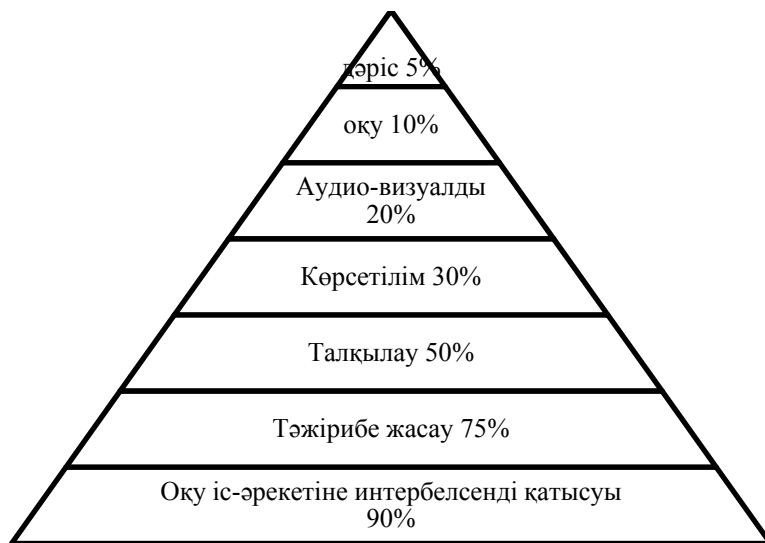 дәріс 5%
оқу 10%
Аудио-визуалды
20%
Көрсетілім 30%
Талқылау 50%
Тәжірибе жасау 75%
Оқу іс-әрекетіне интербелсенді қатысуы
90%